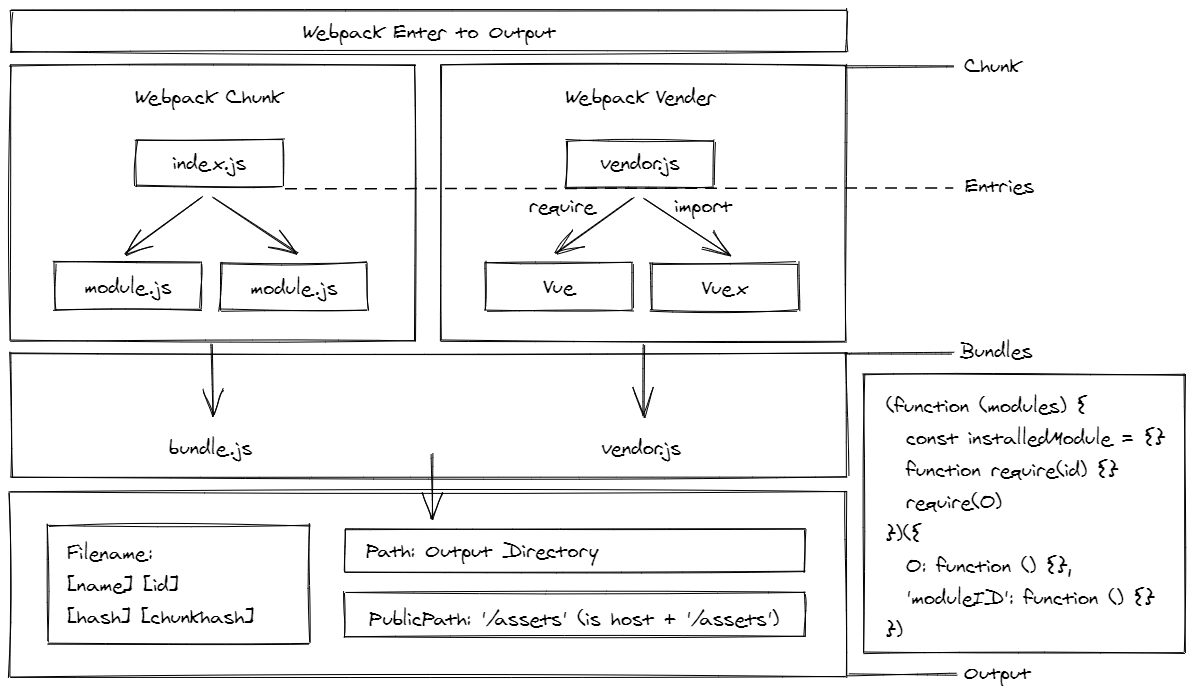 Webpack Enter to Output
Chunk
Webpack Chunk
Webpack Vender
index.js
vendor.js
Entries
require
import
module.js
module.js
Vue
Vuex
Bundles
bundle.js
vendor.js
(function (modules) {
const installedModule = {}
function require(id) {}
require(0)
})({
0: function () {},
'moduleID': function () {}
})
Filename:
[name] [id]
[hash] [chunkhash]
Path: Output Directory
PublicPath: '/assets' (is host + '/assets')
Output